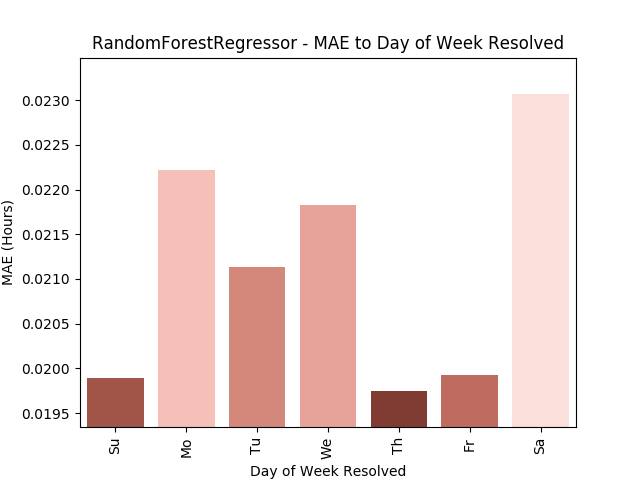 RandomForestRegressor - MAE to Day of Week Resolved
MAE (Hours)
0.0230
0.0225
0.0220
0.0215
0.0210
0.0205
0.0200
0.0195
Su Mo Tu We Th Fr Sa
Day of Week Resolved